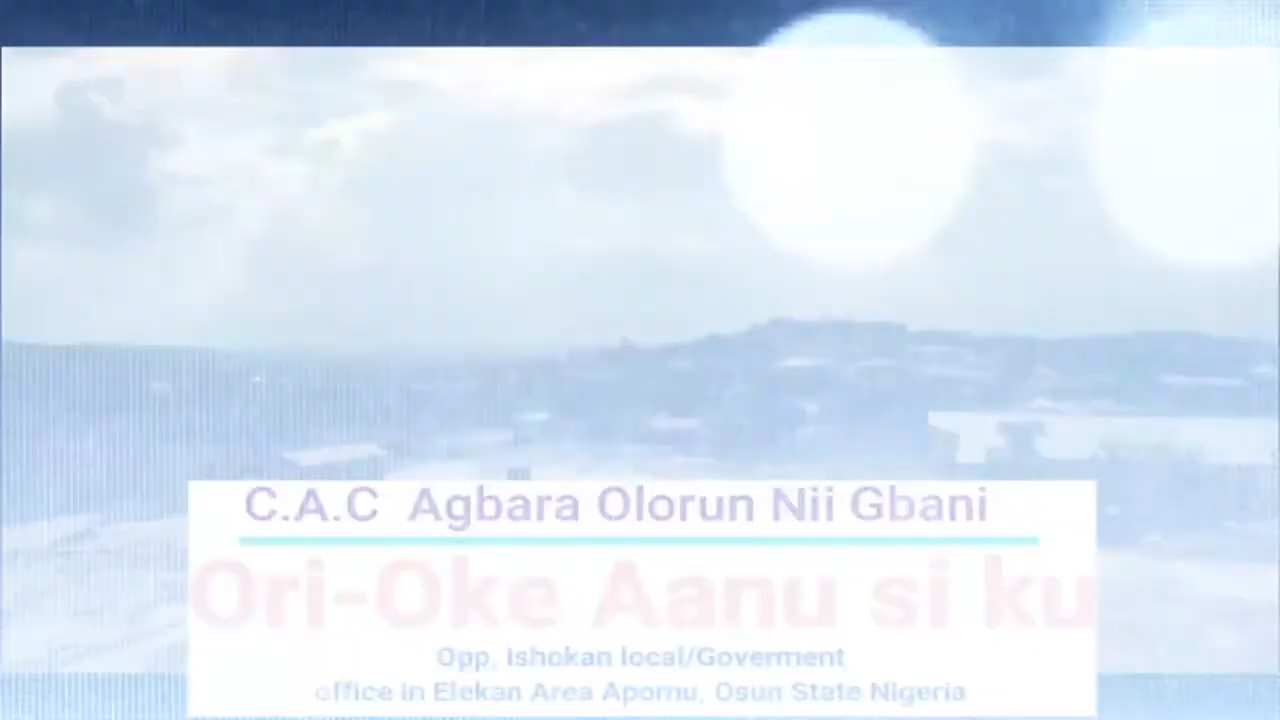 C.A.C Agbara Olorun Nii Gbani
Ori-Oke Aanu si ku
Opp, Ishokan local/Goverment
office in Elekan Area Apomu, Osun State Nigeria